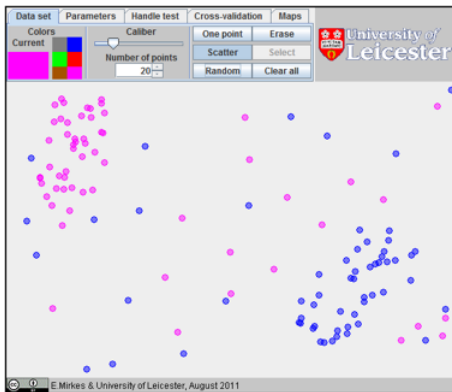 Data set Parameters Handle test Cross-validation Maps
Colors
Current
Caliber
Number of points
20
One point Erase
Scatter Select
Random Clear all
University of
Leicester
E.Mirkes & University of Leicester, August 2011